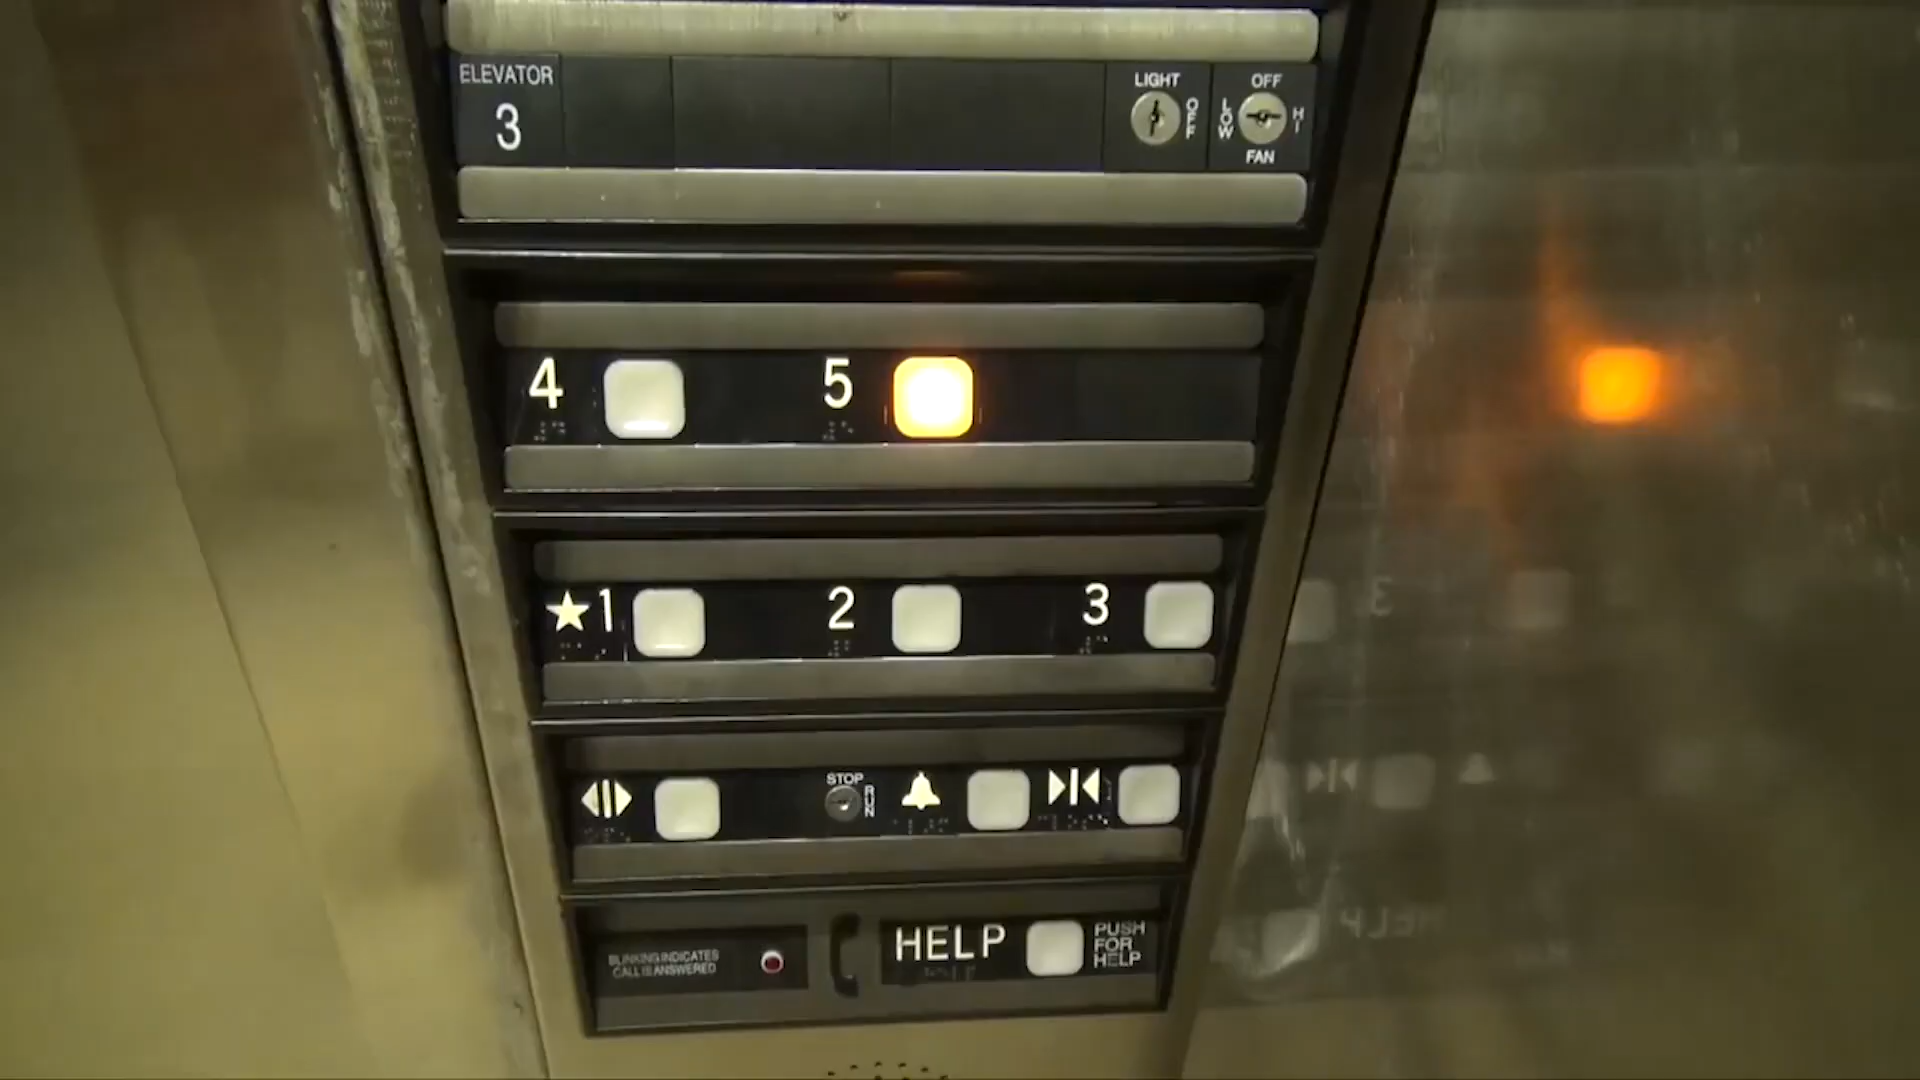 ELEVATOR
3
LIGHT
OFF
OFF
LOW
HI
FAN
4
5
★1
2
3
STOP
RUN
BLINKING INDICATES
CALL IS ANSWERED
HELP
PUSH
FOR
HELP